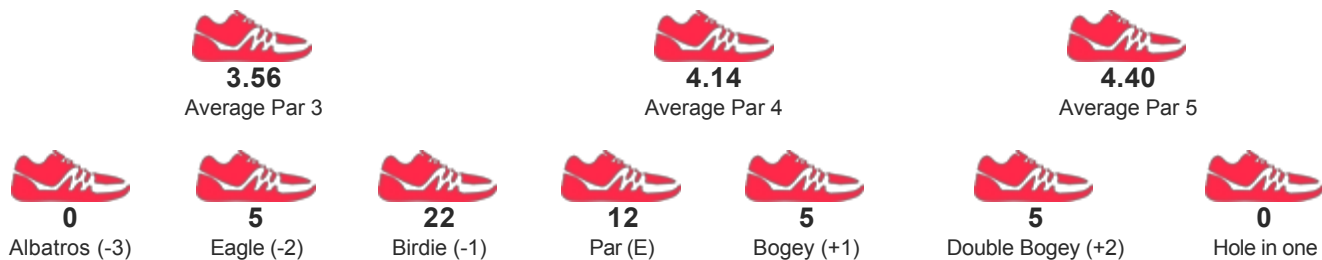 3.56 4.14 4.40
Average Par 3 Average Par 4 Average Par 5
0 5 22 12 5 5 0
Albatros (-3) Eagle (-2) Birdie (-1) Par (E) Bogey (+1) Double Bogey (+2) Hole in one